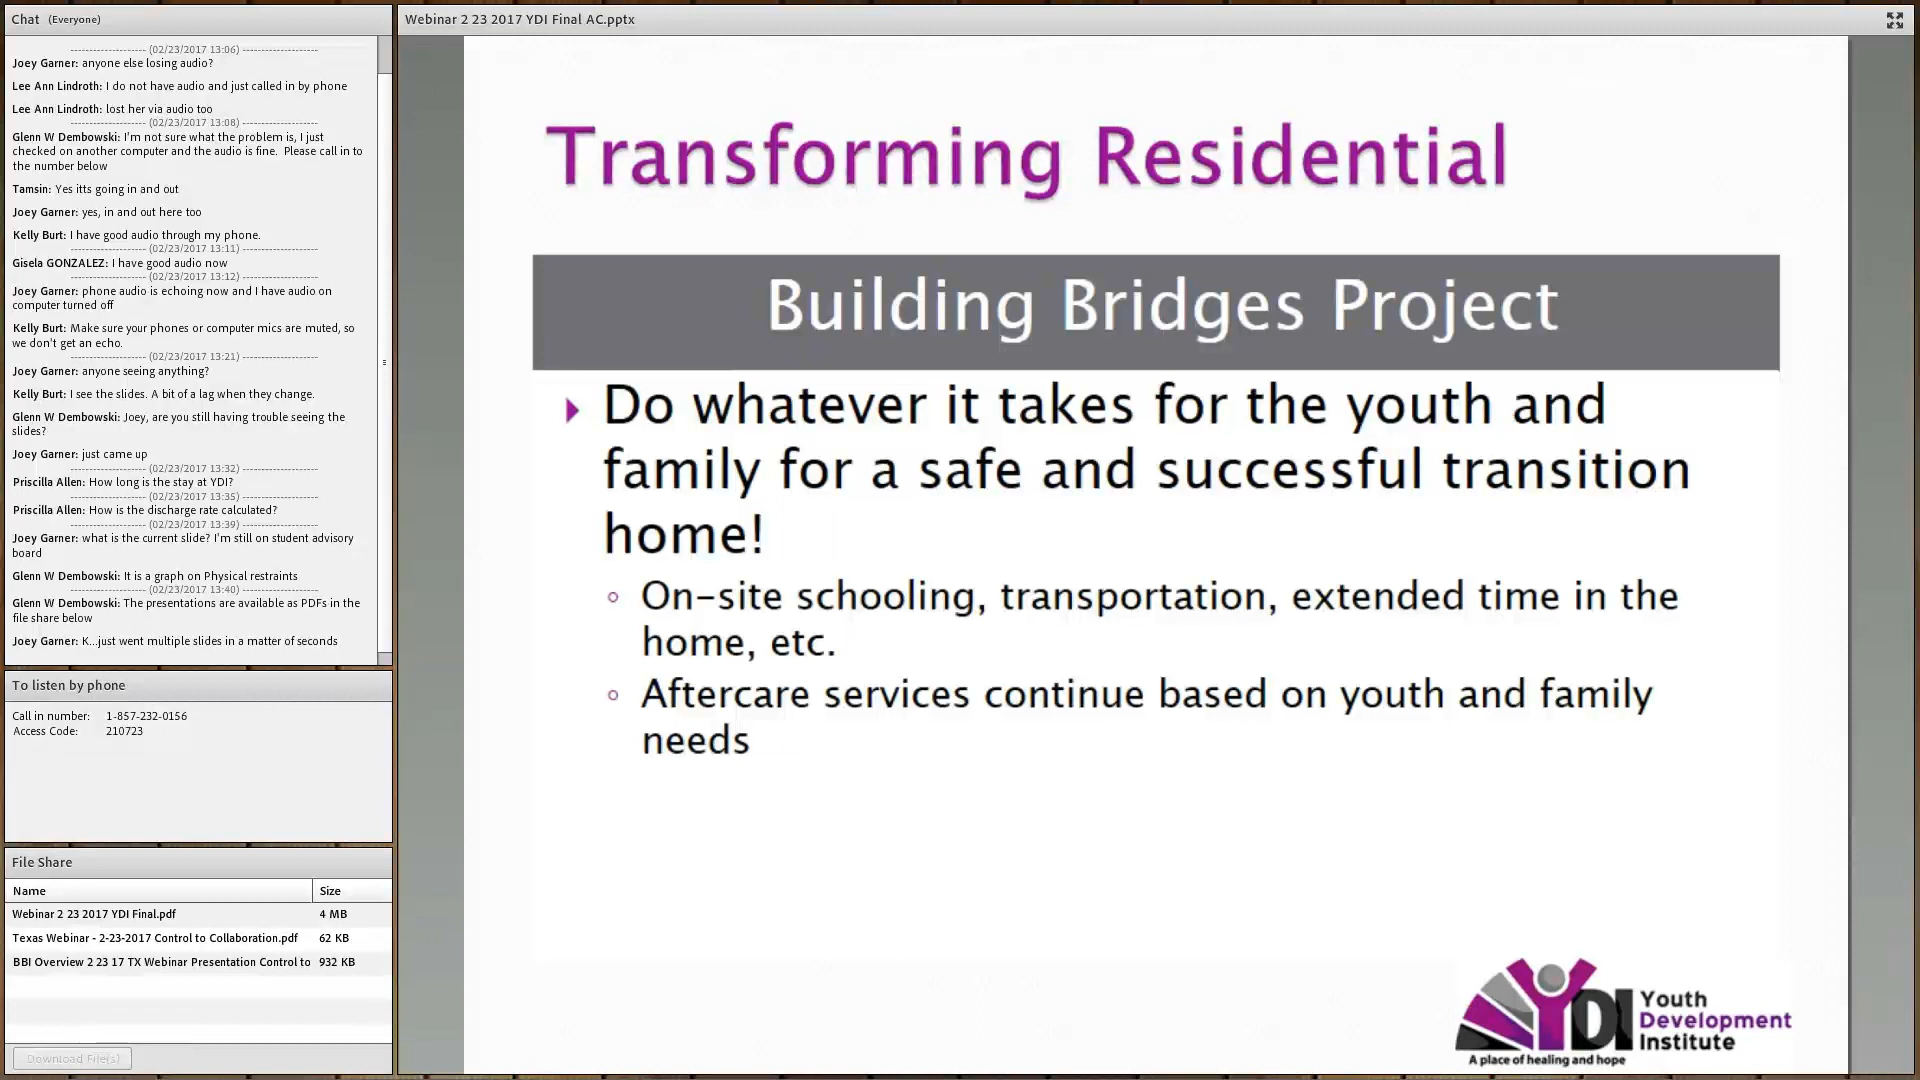 Chat (Everyone)
-------------------- (02/23/2017 13:06) --------------------
Joey Garner: anyone else losing audio?
Lee Ann Lindroth: I do not have audio and just called in by phone
Lee Ann Lindroth: lost her via audio too
-------------------- (02/23/2017 13:08) --------------------
Glenn W Dembowski: I'm not sure what the problem is, I just
checked on another computer and the audio is fine.  Please call in to
the number below
Tamsin: Yes itts going in and out
Joey Garner: yes, in and out here too
Kelly Burt: I have good audio through my phone.
-------------------- (02/23/2017 13:11) --------------------
Gisela GONZALEZ: I have good audio now
-------------------- (02/23/2017 13:12) --------------------
Joey Garner: phone audio is echoing now and I have audio on
computer turned off
Kelly Burt: Make sure your phones or computer mics are muted, so
we don't get an echo.
-------------------- (02/23/2017 13:21) --------------------
Joey Garner: anyone seeing anything?
Kelly Burt: I see the slides. A bit of a lag when they change.
Glenn W Dembowski: Joey, are you still having trouble seeing the
slides?
Joey Garner: just came up
-------------------- (02/23/2017 13:32) --------------------
Priscilla Allen: How long is the stay at YDI?
-------------------- (02/23/2017 13:35) --------------------
Priscilla Allen: How is the discharge rate calculated?
-------------------- (02/23/2017 13:39) --------------------
Joey Garner: what is the current slide? I'm still on student advisory
board
Glenn W Dembowski: It is a graph on Physical restraints
-------------------- (02/23/2017 13:40) --------------------
Glenn W Dembowski: The presentations are available as PDFs in the
file share below
Joey Garner: K...just went multiple slides in a matter of seconds
To listen by phone
Call in number: 1-857-232-0156
Access Code: 210723
File Share
Name Size
Webinar 2 23 2017 YDI Final.pdf 4 MB
Texas Webinar - 2-23-2017 Control to Collaboration.pdf 62 KB
BBI Overview 2 23 17 TX Webinar Presentation Control to 932 KB
Download File(s)
Webinar 2 23 2017 YDI Final AC.pptx
Transforming Residential
Building Bridges Project
Do whatever it takes for the youth and
family for a safe and successful transition
home!
On-site schooling, transportation, extended time in the
home, etc.
Aftercare services continue based on youth and family
needs
YDI
Youth
Development
Institute
A place of healing and hope